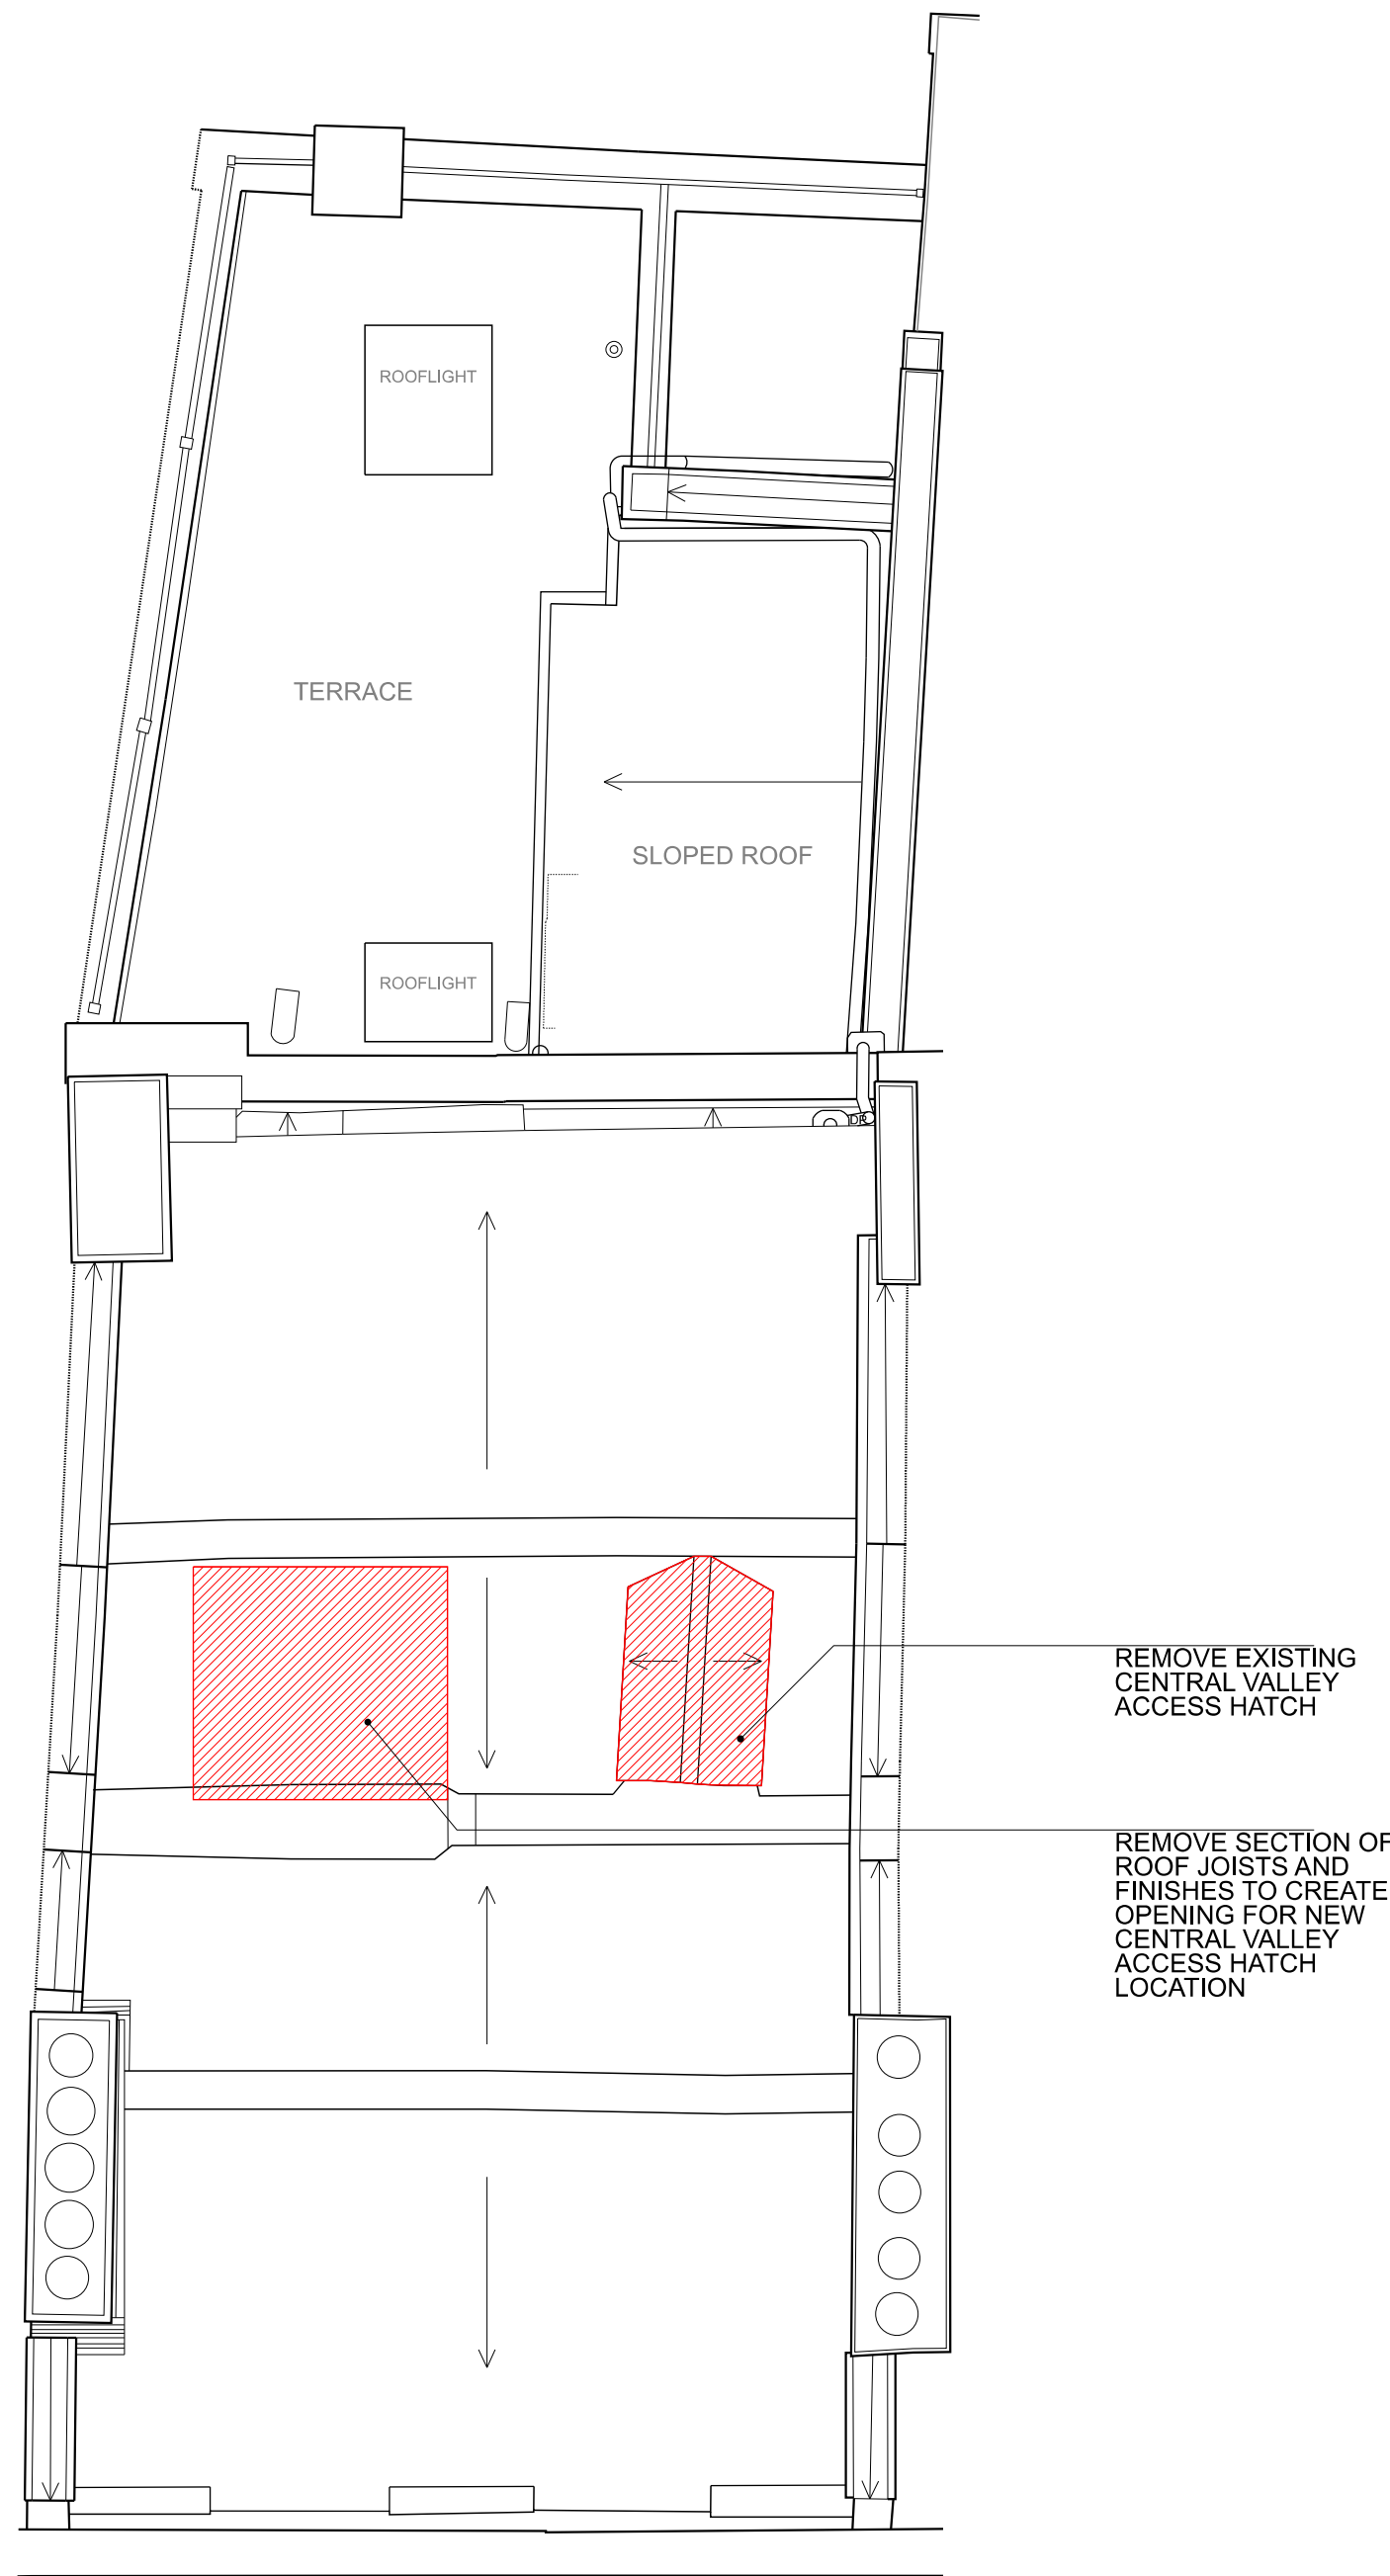 ROOFLIGHT
TERRACE
SLOPED ROOF
ROOFLIGHT
REMOVE EXISTING
CENTRAL VALLEY
ACCESS HATCH
REMOVE SECTION OF
ROOF JOISTS AND
FINISHES TO CREATE
OPENING FOR NEW
CENTRAL VALLEY
ACCESS HATCH
LOCATION